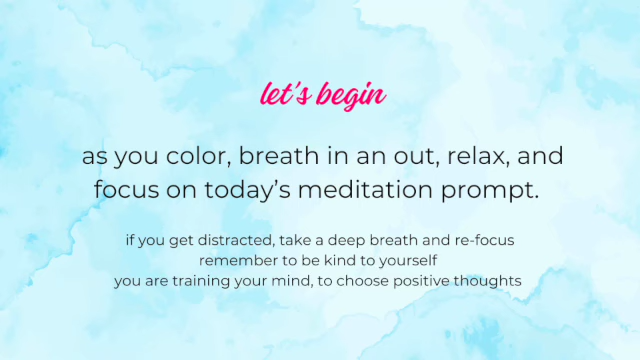 let's begin
as you color, breath in an out, relax, and
focus on today's meditation prompt.
if you get distracted, take a deep breath and re-focus
remember to be kind to yourself
you are training your mind, to choose positive thoughts